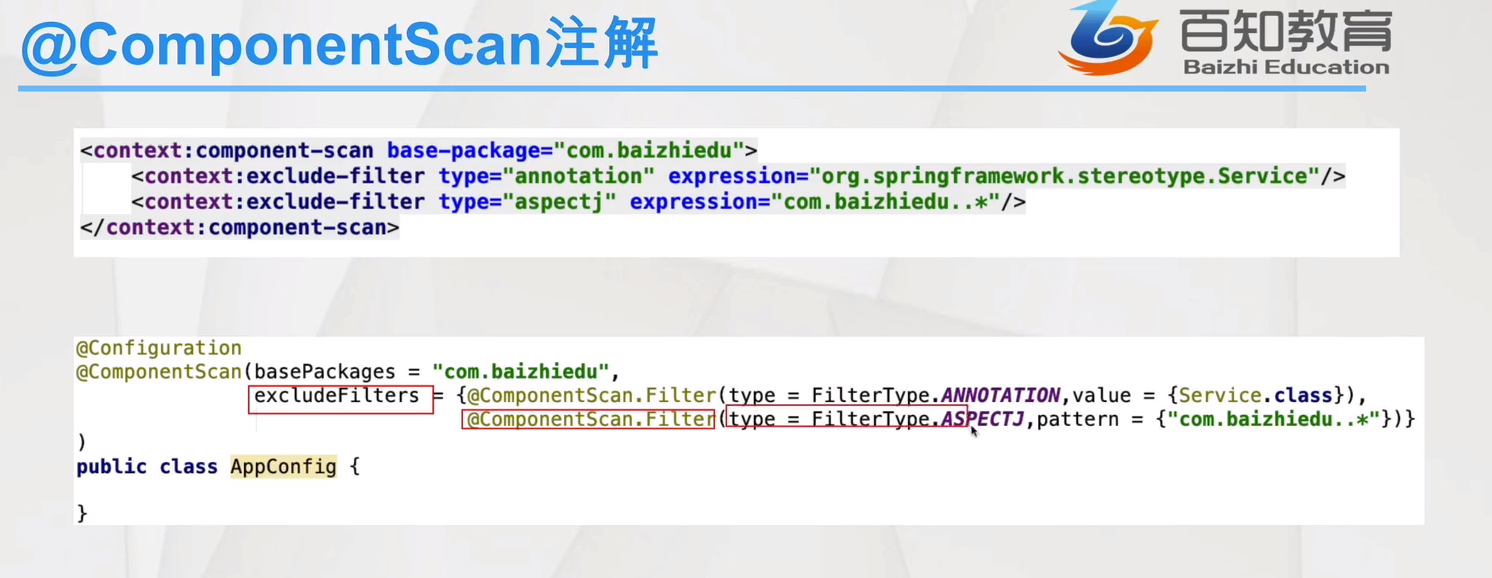 @ComponentScan注解
百知教育
Baizhi Education
<context:component-scan base-package="com.baizhiedu">
<context:exclude-filter type="annotation" expression="org.springframework.stereotype.Service"/>
<context:exclude-filter type="aspectj" expression="com.baizhiedu..*"/>
</context:component-scan>
@Configuration
@ComponentScan(basePackages = "com.baizhiedu",
excludeFilters = {@ComponentScan.Filter(type = FilterType.ANNOTATION,value = {Service.class}),
@ComponentScan.Filter(type = FilterType.ASPECTJ,pattern = {"com.baizhiedu..*"})}
)
public class AppConfig {
}